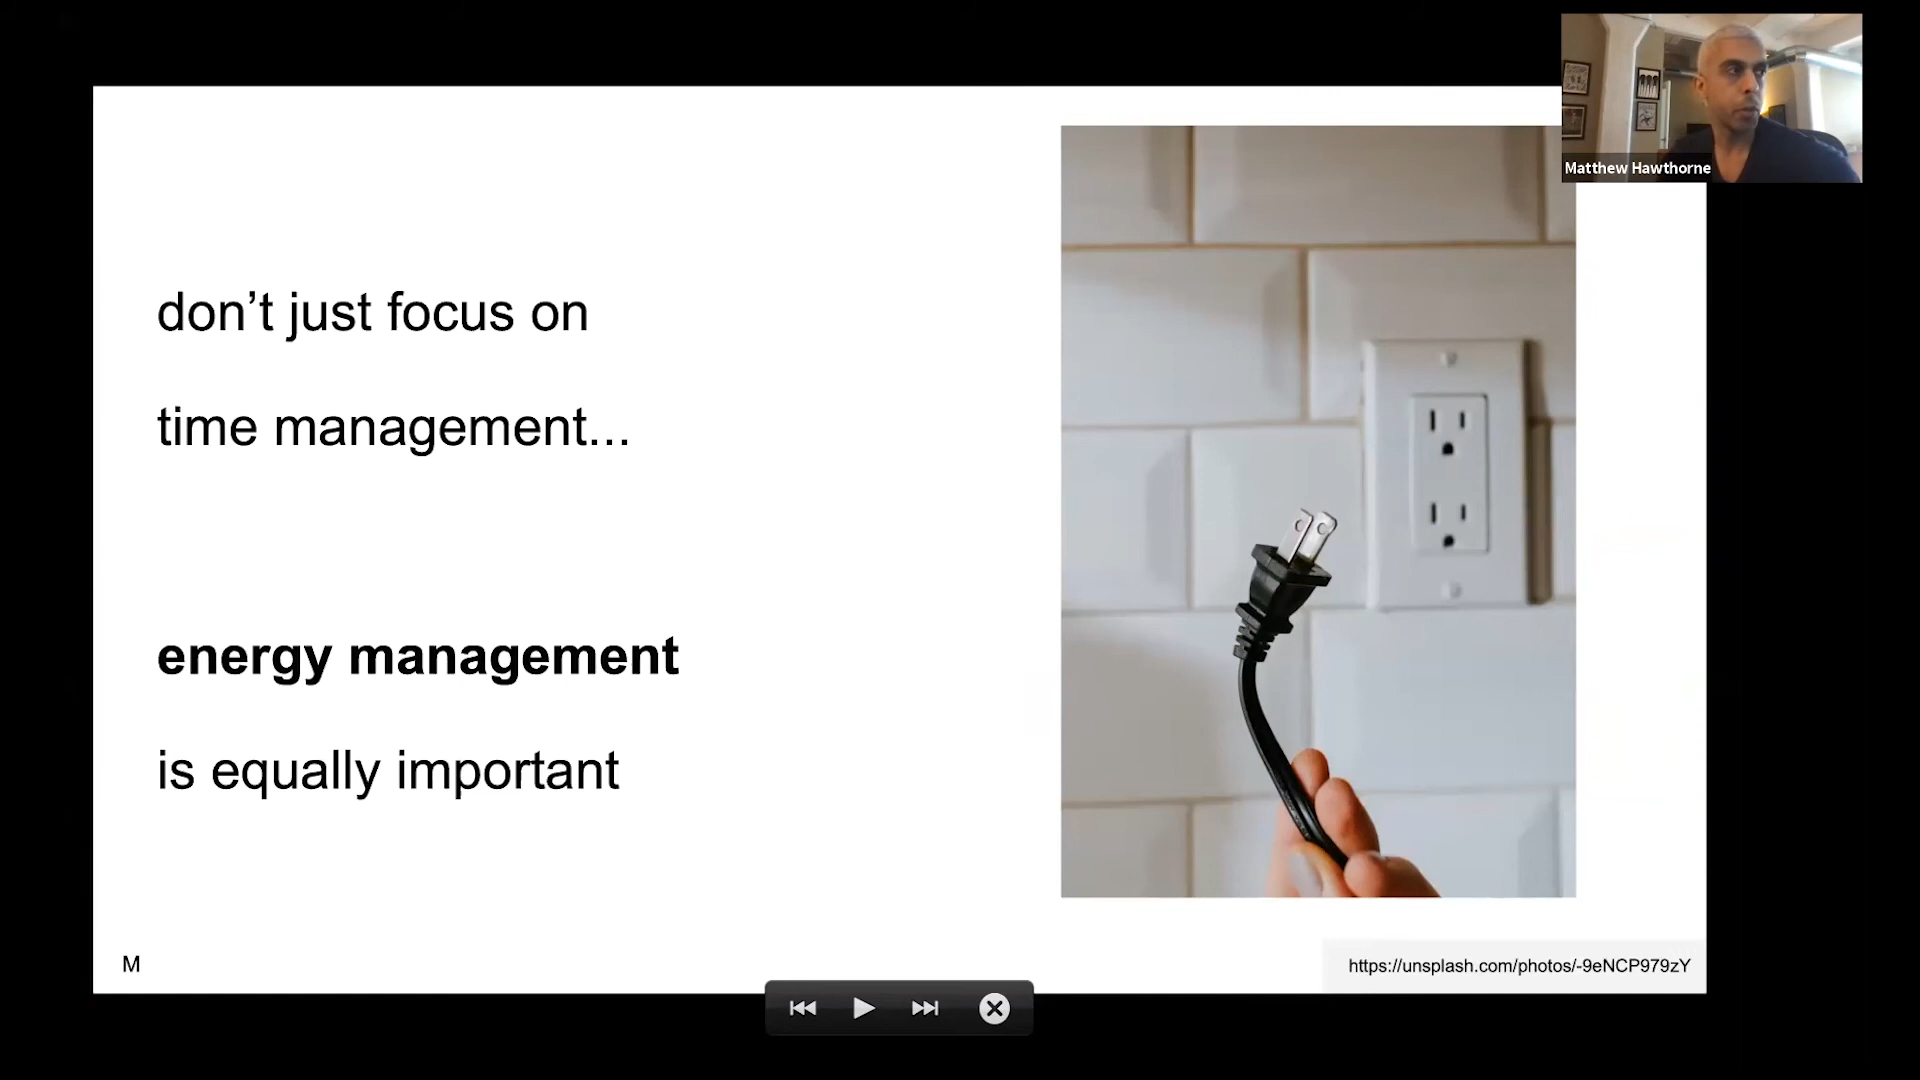 Matthew Hawthorne
don’t just focus on
time management...
energy management
is equally important
M
https://unsplash.com/photos/-9eNCP979zY